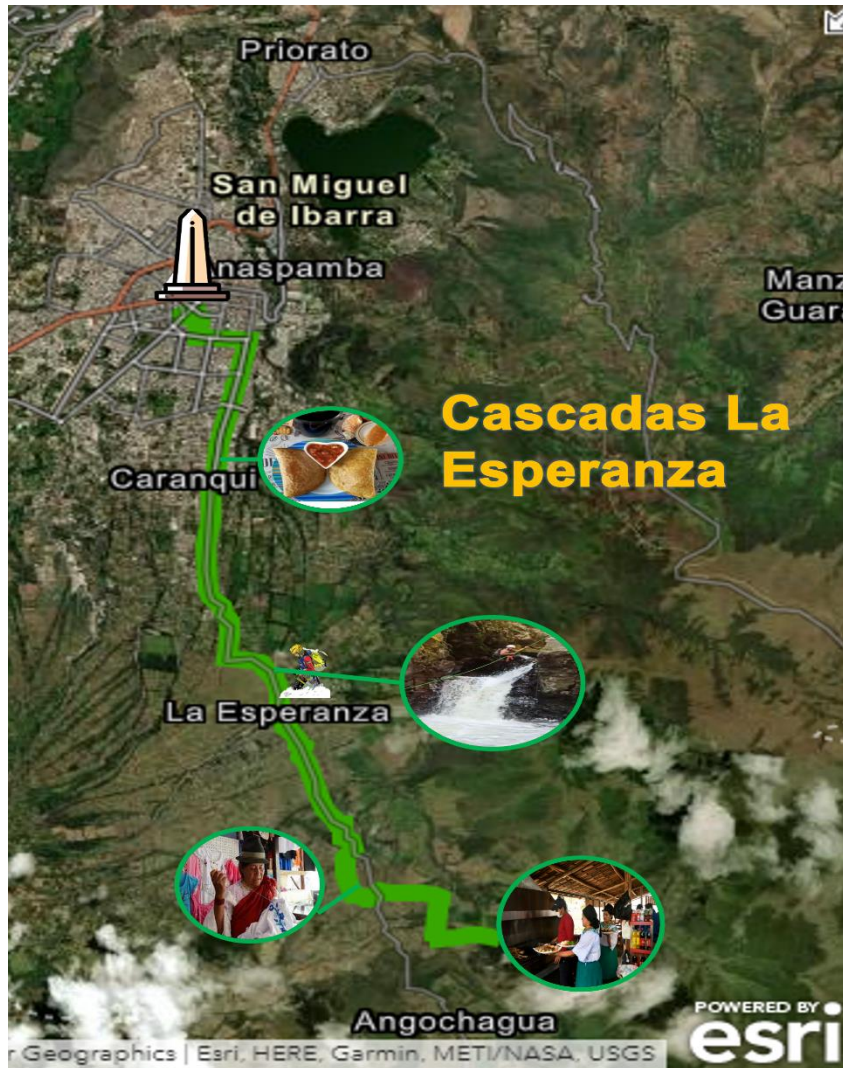 Priorato
San Miguel
de Ibarra
naspamba
Manz
Guar
Cascadas La
Esperanza
Caranqui
La Esperanza
Angochagua
POWERED BY
esri
r Geographics | Esri, HERE, Garmin, METI/NASA, USGS